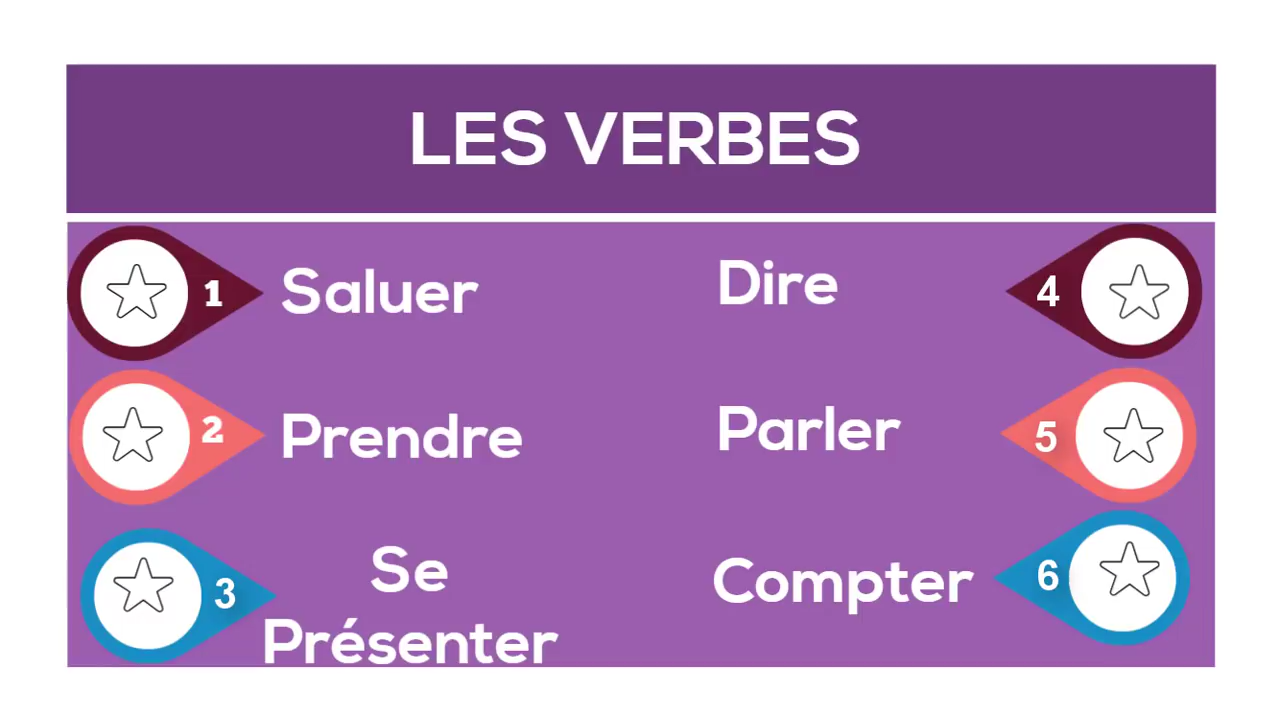 LES VERBES
1 Saluer
2 Prendre
3 Se
Présenter
Dire 4
Parler 5
Compter 6